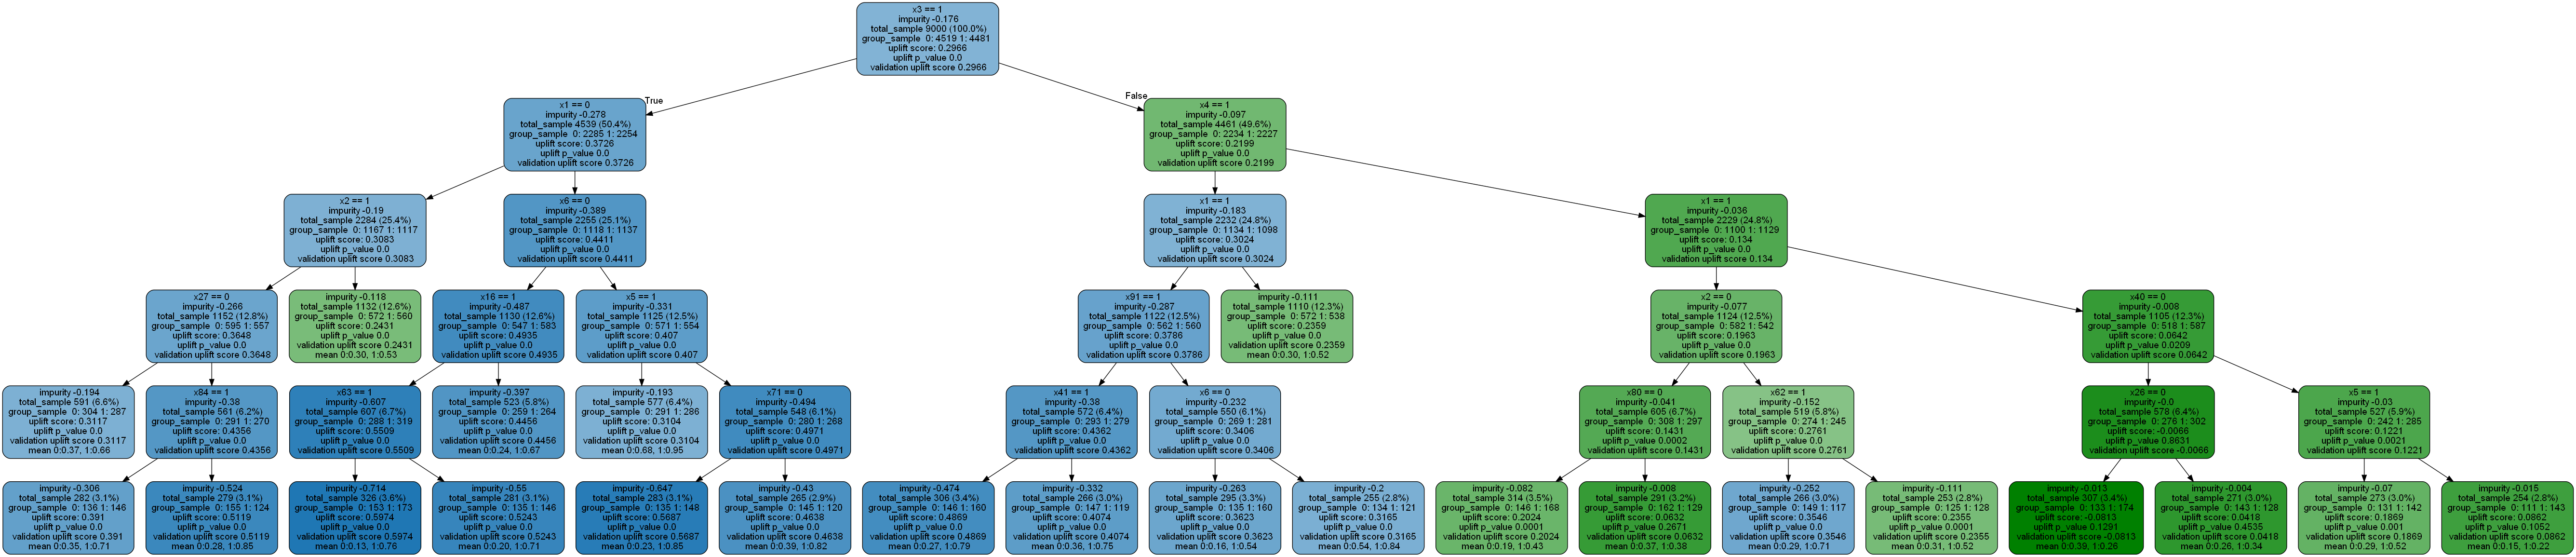 x3 == 1
impurity -0.176
total_sample 9000 (100.0%)
group_sample 0: 4519 1: 4481
uplift score: 0.2966
uplift p_value 0.0
validation uplift score 0.2966
True
False
x1 == 0
impurity -0.278
total_sample 4539 (50.4%)
group_sample 0: 2285 1: 2254
uplift score: 0.3726
uplift p_value 0.0
validation uplift score 0.3726
x4 == 1
impurity -0.097
total_sample 4461 (49.6%)
group_sample 0: 2234 1: 2227
uplift score: 0.2199
uplift p_value 0.0
validation uplift score 0.2199
x2 == 1
impurity -0.19
total_sample 2284 (25.4%)
group_sample 0: 1167 1: 1117
uplift score: 0.3083
uplift p_value 0.0
validation uplift score 0.3083
x6 == 0
impurity -0.389
total_sample 2255 (25.1%)
group_sample 0: 1118 1: 1137
uplift score: 0.4411
uplift p_value 0.0
validation uplift score 0.4411
x1 == 1
impurity -0.183
total_sample 2232 (24.8%)
group_sample 0: 1134 1: 1098
uplift score: 0.3024
uplift p_value 0.0
validation uplift score 0.3024
x1 == 1
impurity -0.036
total_sample 2229 (24.8%)
group_sample 0: 1100 1: 1129
uplift score: 0.134
uplift p_value 0.0
validation uplift score 0.134
x27 == 0
impurity -0.266
total_sample 1152 (12.8%)
group_sample 0: 595 1: 557
uplift score: 0.3648
uplift p_value 0.0
validation uplift score 0.3648
impurity -0.118
total_sample 1132 (12.6%)
group_sample 0: 572 1: 560
uplift score: 0.2431
uplift p_value 0.0
validation uplift score 0.2431
mean 0:0.30, 1:0.53
x16 == 1
impurity -0.487
total_sample 1130 (12.6%)
group_sample 0: 547 1: 583
uplift score: 0.4935
uplift p_value 0.0
validation uplift score 0.4935
x5 == 1
impurity -0.331
total_sample 1125 (12.5%)
group_sample 0: 571 1: 554
uplift score: 0.407
uplift p_value 0.0
validation uplift score 0.407
x91 == 1
impurity -0.287
total_sample 1122 (12.5%)
group_sample 0: 562 1: 560
uplift score: 0.3786
uplift p_value 0.0
validation uplift score 0.3786
impurity -0.111
total_sample 1110 (12.3%)
group_sample 0: 572 1: 538
uplift score: 0.2359
uplift p_value 0.0
validation uplift score 0.2359
mean 0:0.30, 1:0.52
x2 == 0
impurity -0.077
total_sample 1124 (12.5%)
group_sample 0: 582 1: 542
uplift score: 0.1963
uplift p_value 0.0
validation uplift score 0.1963
x40 == 0
impurity -0.008
total_sample 1105 (12.3%)
group_sample 0: 518 1: 587
uplift score: 0.0642
uplift p_value 0.0209
validation uplift score 0.0642
impurity -0.194
total_sample 591 (6.6%)
group_sample 0: 304 1: 287
uplift score: 0.3117
uplift p_value 0.0
validation uplift score 0.3117
mean 0:0.37, 1:0.66
x84 == 1
impurity -0.38
total_sample 561 (6.2%)
group_sample 0: 291 1: 270
uplift score: 0.4356
uplift p_value 0.0
validation uplift score 0.4356
x63 == 1
impurity -0.607
total_sample 607 (6.7%)
group_sample 0: 288 1: 319
uplift score: 0.5509
uplift p_value 0.0
validation uplift score 0.5509
impurity -0.397
total_sample 523 (5.8%)
group_sample 0: 259 1: 264
uplift score: 0.4456
uplift p_value 0.0
validation uplift score 0.4456
mean 0:0.24, 1:0.67
impurity -0.193
total_sample 577 (6.4%)
group_sample 0: 291 1: 286
uplift score: 0.3104
uplift p_value 0.0
validation uplift score 0.3104
mean 0:0.68, 1:0.95
x71 == 0
impurity -0.494
total_sample 548 (6.1%)
group_sample 0: 280 1: 268
uplift score: 0.4971
uplift p_value 0.0
validation uplift score 0.4971
x41 == 1
impurity -0.38
total_sample 572 (6.4%)
group_sample 0: 293 1: 279
uplift score: 0.4362
uplift p_value 0.0
validation uplift score 0.4362
x6 == 0
impurity -0.232
total_sample 550 (6.1%)
group_sample 0: 269 1: 281
uplift score: 0.3406
uplift p_value 0.0
validation uplift score 0.3406
x80 == 0
impurity -0.041
total_sample 605 (6.7%)
group_sample 0: 308 1: 297
uplift score: 0.1431
uplift p_value 0.0002
validation uplift score 0.1431
x62 == 1
impurity -0.152
total_sample 519 (5.8%)
group_sample 0: 274 1: 245
uplift score: 0.2761
uplift p_value 0.0
validation uplift score 0.2761
x26 == 0
impurity -0.0
total_sample 578 (6.4%)
group_sample 0: 276 1: 302
uplift score: -0.0066
uplift p_value 0.8631
validation uplift score -0.0066
x5 == 1
impurity -0.03
total_sample 527 (5.9%)
group_sample 0: 242 1: 285
uplift score: 0.1221
uplift p_value 0.0021
validation uplift score 0.1221
impurity -0.306
total_sample 282 (3.1%)
group_sample 0: 136 1: 146
uplift score: 0.391
uplift p_value 0.0
validation uplift score 0.391
mean 0:0.35, 1:0.71
impurity -0.524
total_sample 279 (3.1%)
group_sample 0: 155 1: 124
uplift score: 0.5119
uplift p_value 0.0
validation uplift score 0.5119
mean 0:0.28, 1:0.85
impurity -0.714
total_sample 326 (3.6%)
group_sample 0: 153 1: 173
uplift score: 0.5974
uplift p_value 0.0
validation uplift score 0.5974
mean 0:0.13, 1:0.76
impurity -0.55
total_sample 281 (3.1%)
group_sample 0: 135 1: 146
uplift score: 0.5243
uplift p_value 0.0
validation uplift score 0.5243
mean 0:0.20, 1:0.71
impurity -0.647
total_sample 283 (3.1%)
group_sample 0: 135 1: 148
uplift score: 0.5687
uplift p_value 0.0
validation uplift score 0.5687
mean 0:0.23, 1:0.85
impurity -0.43
total_sample 265 (2.9%)
group_sample 0: 145 1: 120
uplift score: 0.4638
uplift p_value 0.0
validation uplift score 0.4638
mean 0:0.39, 1:0.82
impurity -0.474
total_sample 306 (3.4%)
group_sample 0: 146 1: 160
uplift score: 0.4869
uplift p_value 0.0
validation uplift score 0.4869
mean 0:0.27, 1:0.79
impurity -0.332
total_sample 266 (3.0%)
group_sample 0: 147 1: 119
uplift score: 0.4074
uplift p_value 0.0
validation uplift score 0.4074
mean 0:0.36, 1:0.75
impurity -0.263
total_sample 295 (3.3%)
group_sample 0: 135 1: 160
uplift score: 0.3623
uplift p_value 0.0
validation uplift score 0.3623
mean 0:0.16, 1:0.54
impurity -0.2
total_sample 255 (2.8%)
group_sample 0: 134 1: 121
uplift score: 0.3165
uplift p_value 0.0
validation uplift score 0.3165
mean 0:0.54, 1:0.84
impurity -0.082
total_sample 314 (3.5%)
group_sample 0: 146 1: 168
uplift score: 0.2024
uplift p_value 0.0001
validation uplift score 0.2024
mean 0:0.19, 1:0.43
impurity -0.008
total_sample 291 (3.2%)
group_sample 0: 162 1: 129
uplift score: 0.0632
uplift p_value 0.2671
validation uplift score 0.0632
mean 0:0.37, 1:0.38
impurity -0.252
total_sample 266 (3.0%)
group_sample 0: 149 1: 117
uplift score: 0.3546
uplift p_value 0.0
validation uplift score 0.3546
mean 0:0.29, 1:0.71
impurity -0.111
total_sample 253 (2.8%)
group_sample 0: 125 1: 128
uplift score: 0.2355
uplift p_value 0.0001
validation uplift score 0.2355
mean 0:0.31, 1:0.52
impurity -0.013
total_sample 307 (3.4%)
group_sample 0: 133 1: 174
uplift score: -0.0813
uplift p_value 0.1291
validation uplift score -0.0813
mean 0:0.39, 1:0.26
impurity -0.004
total_sample 271 (3.0%)
group_sample 0: 143 1: 128
uplift score: 0.0418
uplift p_value 0.4535
validation uplift score 0.0418
mean 0:0.26, 1:0.34
impurity -0.07
total_sample 273 (3.0%)
group_sample 0: 131 1: 142
uplift score: 0.1869
uplift p_value 0.001
validation uplift score 0.1869
mean 0:0.29, 1:0.52
impurity -0.015
total_sample 254 (2.8%)
group_sample 0: 111 1: 143
uplift score: 0.0862
uplift p_value 0.1052
validation uplift score 0.0862
mean 0:0.15, 1:0.22